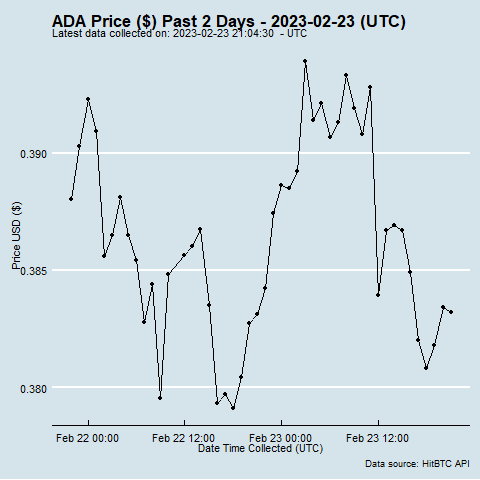 ADA Price ($) Past 2 Days - 2023-02-23 (UTC)
Latest data collected on: 2023-02-23 21:04:30 - UTC
0.390
0.385
0.380
Price USD ($)
Feb 22 00:00 Feb 22 12:00 Feb 23 00:00 Feb 23 12:00
Date Time Collected (UTC)
Data source: HitBTC API